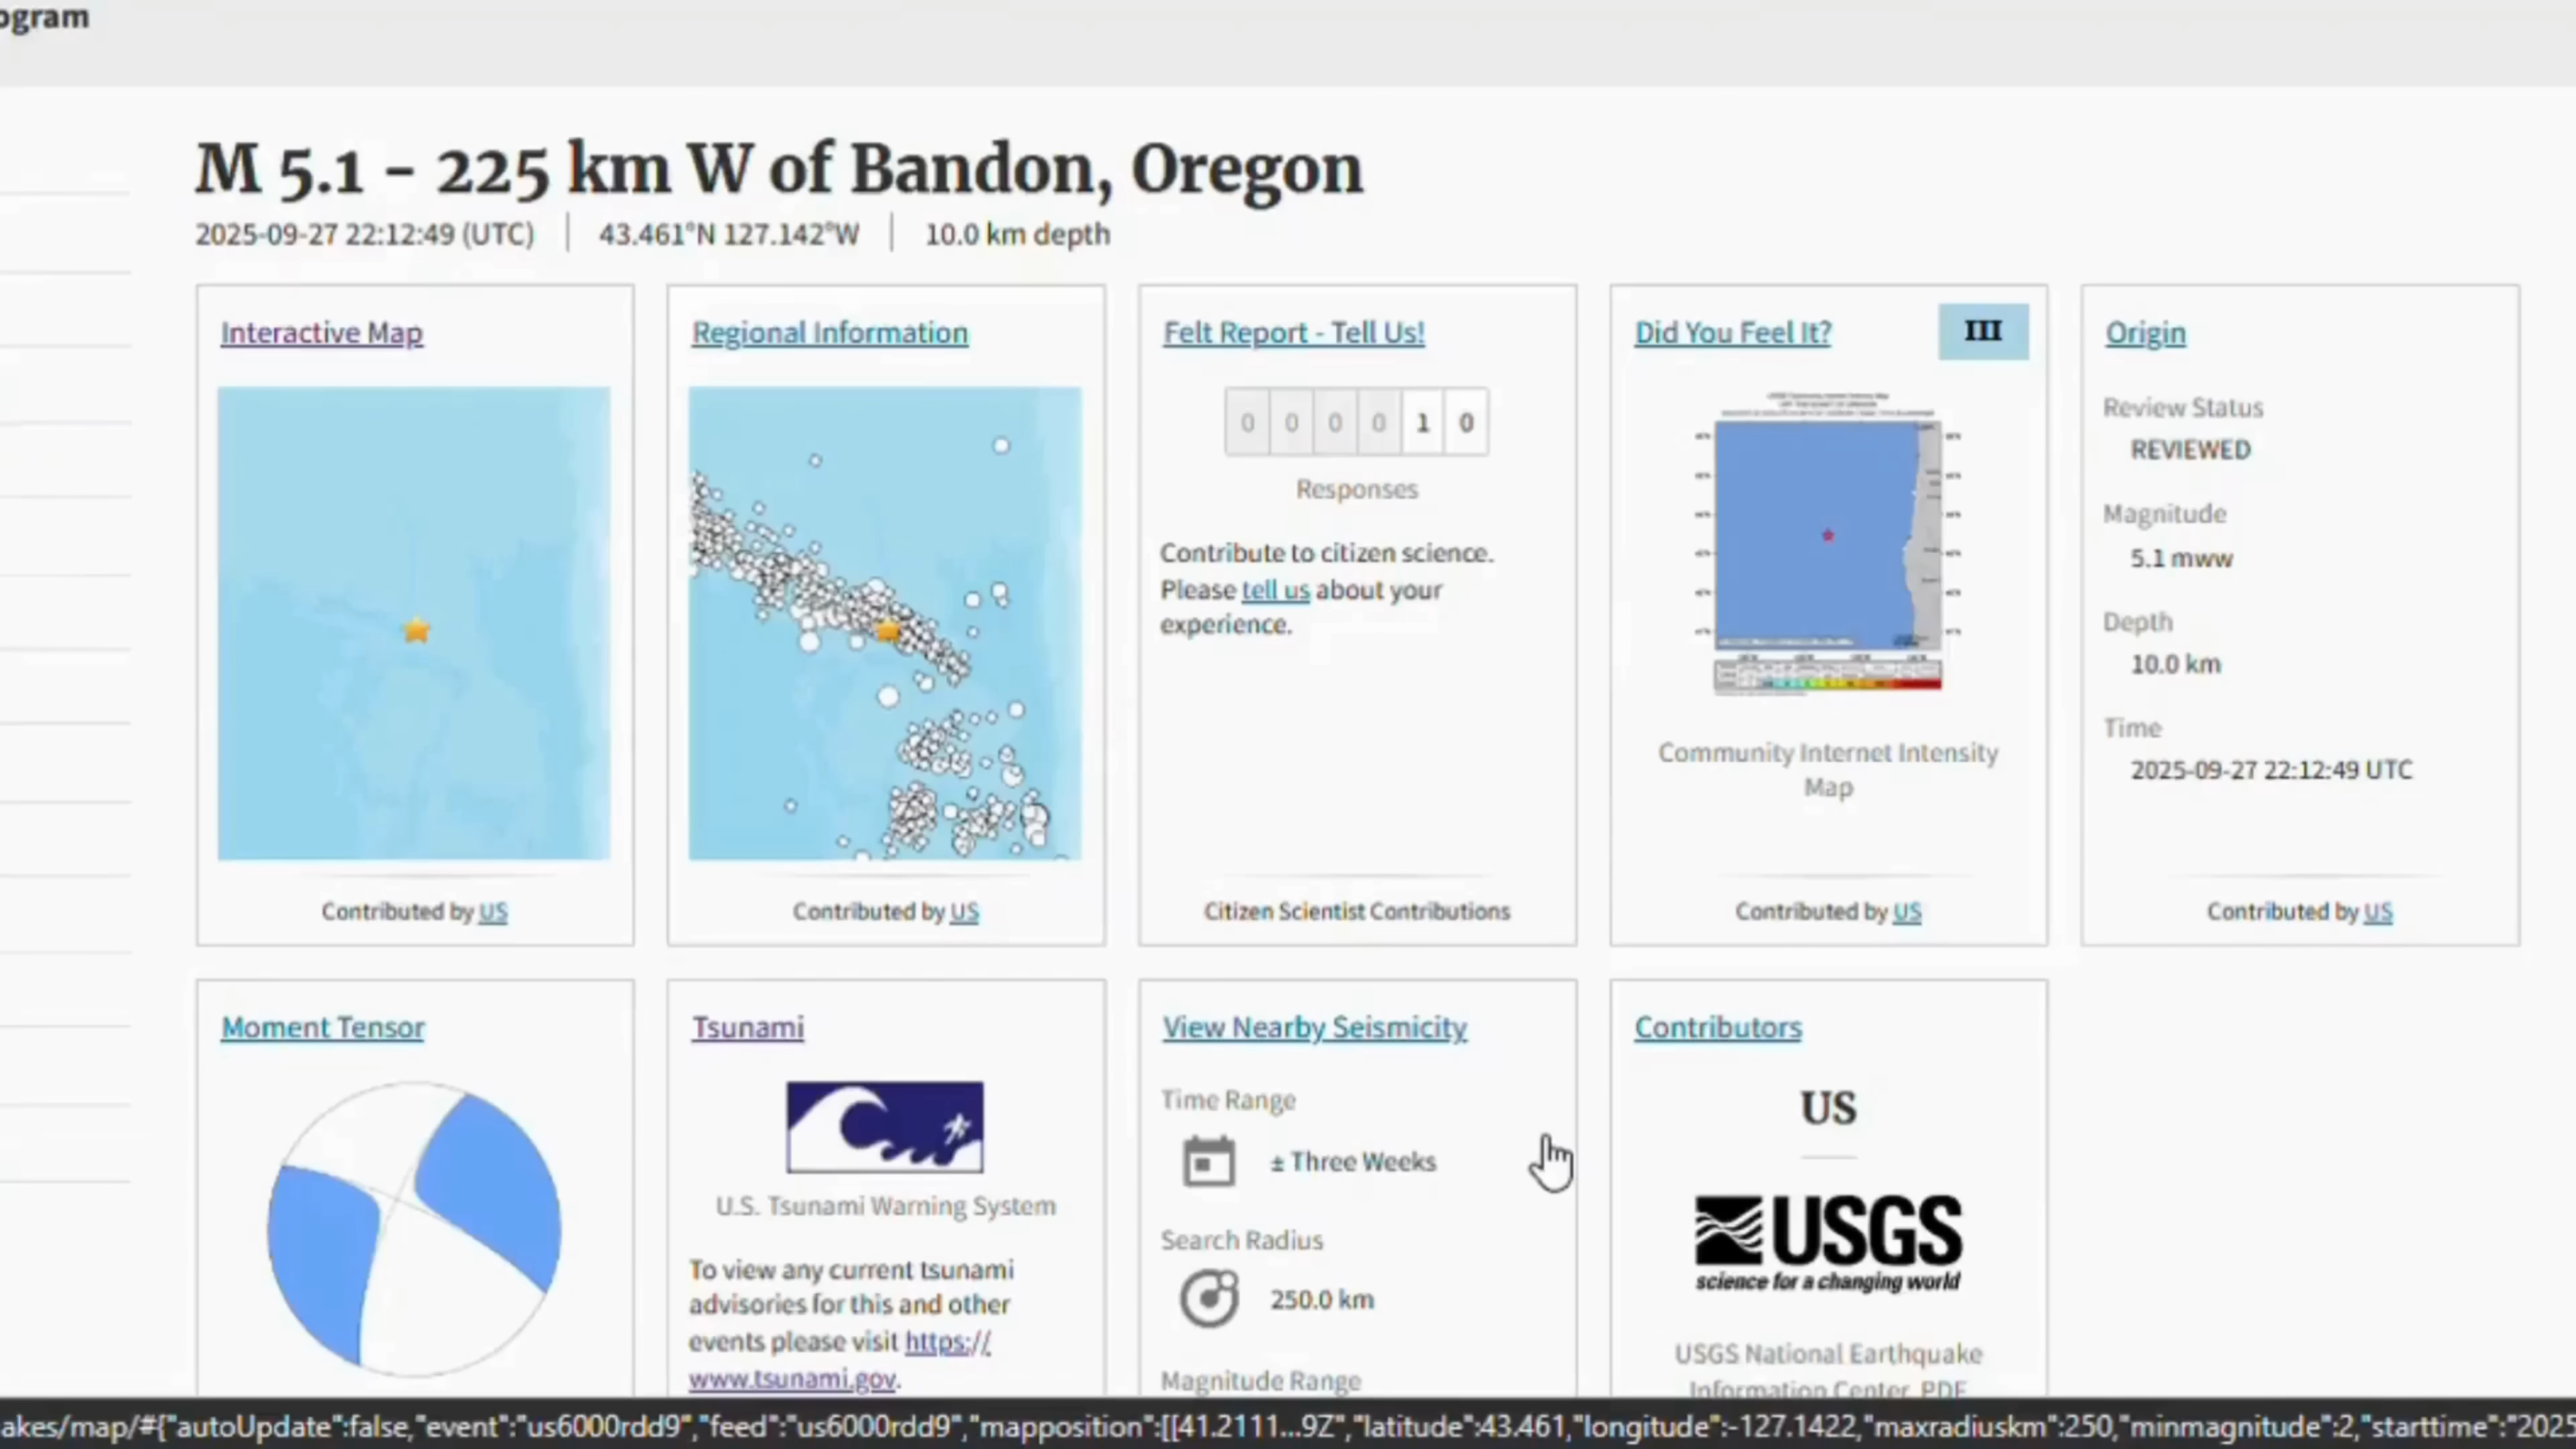 ogram
M 5.1 - 225 km W of Bandon, Oregon
2025-09-27 22:12:49 (UTC) 43.461°N 127.142°W 10.0 km depth
Interactive Map
Contributed by US
Regional Information
Contributed by US
Felt Report - Tell Us!
0 0 0 0 1 0
Responses
Contribute to citizen science.
Please tell us about your
experience.
Citizen Scientist Contributions
Did You Feel It?
III
Community Internet Intensity
Map
Contributed by US
Origin
Review Status
REVIEWED
Magnitude
5.1 mww
Depth
10.0 km
Time
2025-09-27 22:12:49 UTC
Contributed by US
Moment Tensor
Tsunami
U.S. Tsunami Warning System
To view any current tsunami
advisories for this and other
events please visit https://
www.tsunami.gov.
View Nearby Seismicity
Time Range
± Three Weeks
Search Radius
250.0 km
Magnitude Range
Contributors
US
USGS
science for a changing world
USGS National Earthquake
Information Center, PDE
akes/map/#{"autoUpdate":false,"event":"us6000rdd9","feed":"us6000rdd9","mapposition":[[41.2111...9Z","latitude":43.461,"longitude":-127.1422,"maxradiuskm":250,"minmagnitude":2,"starttime":"2025